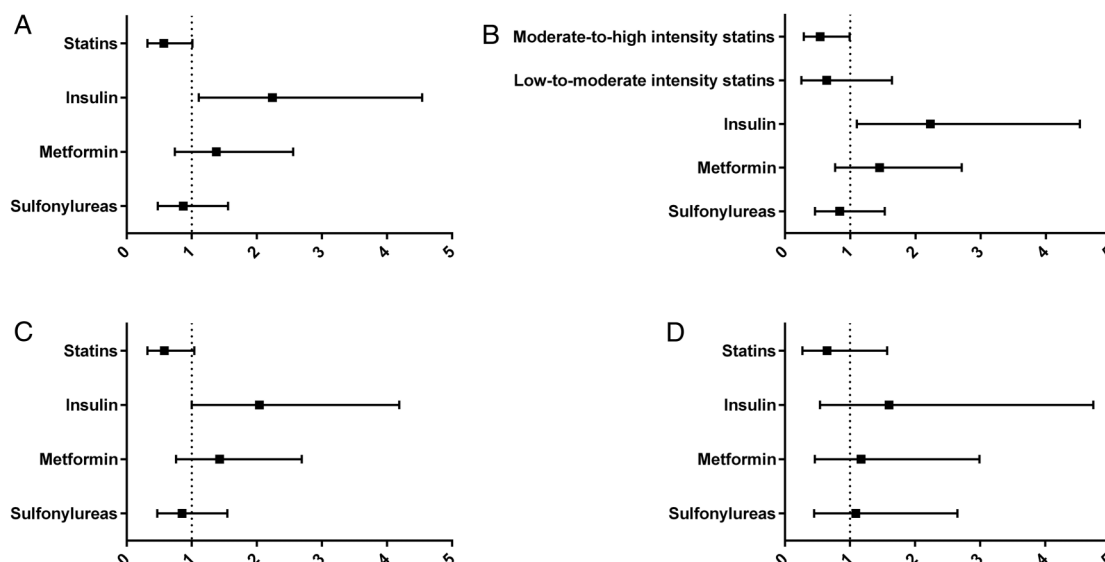 A
Statins
Insulin
Metformin
Sulfonylureas
0 1 2 3 4 5
B
Moderate-to-high intensity statins
Low-to-moderate intensity statins
Insulin
Metformin
Sulfonylureas
0 1 2 3 4 5
C
Statins
Insulin
Metformin
Sulfonylureas
0 1 2 3 4 5
D
Statins
Insulin
Metformin
Sulfonylureas
0 1 2 3 4 5